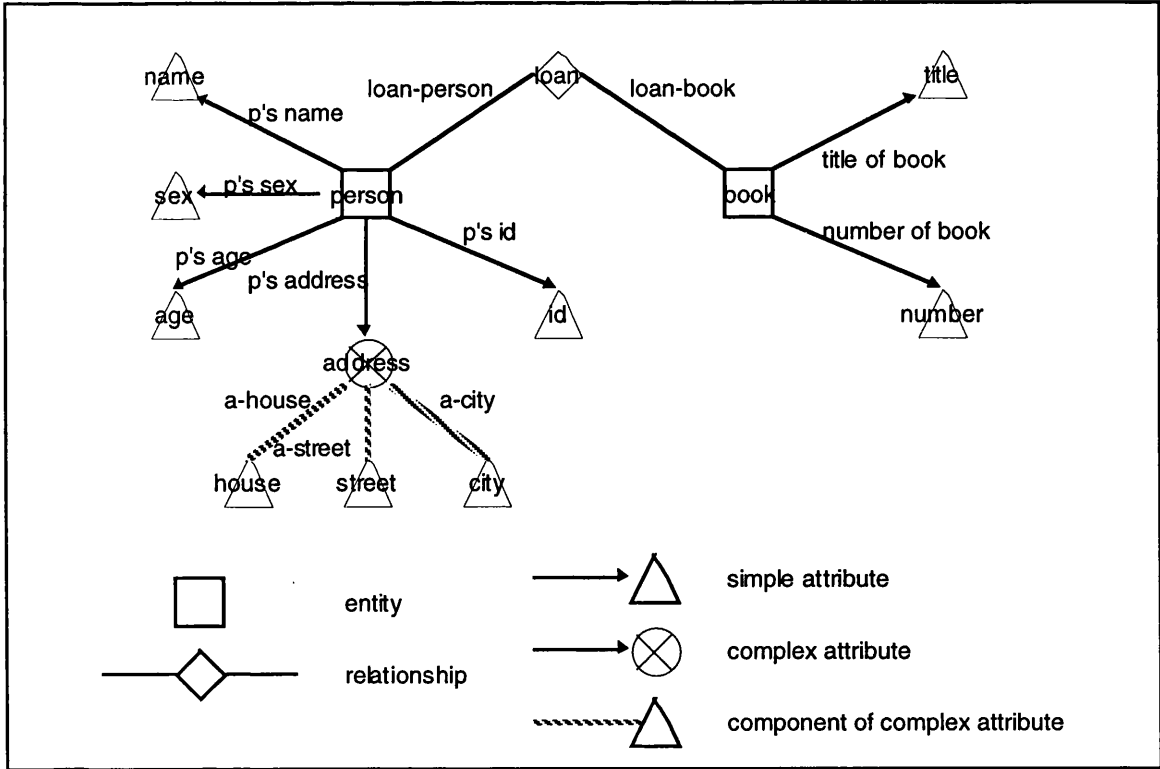 name
loan-person
loan
loan-book
title
p's name
title of book
sex
p's sex
person
book
p's age
p's address
p's id
number of book
age
id
number
address
a-house
a-city
a-street
house
street
city
simple attribute
entity
complex attribute
relationship
component of complex attribute